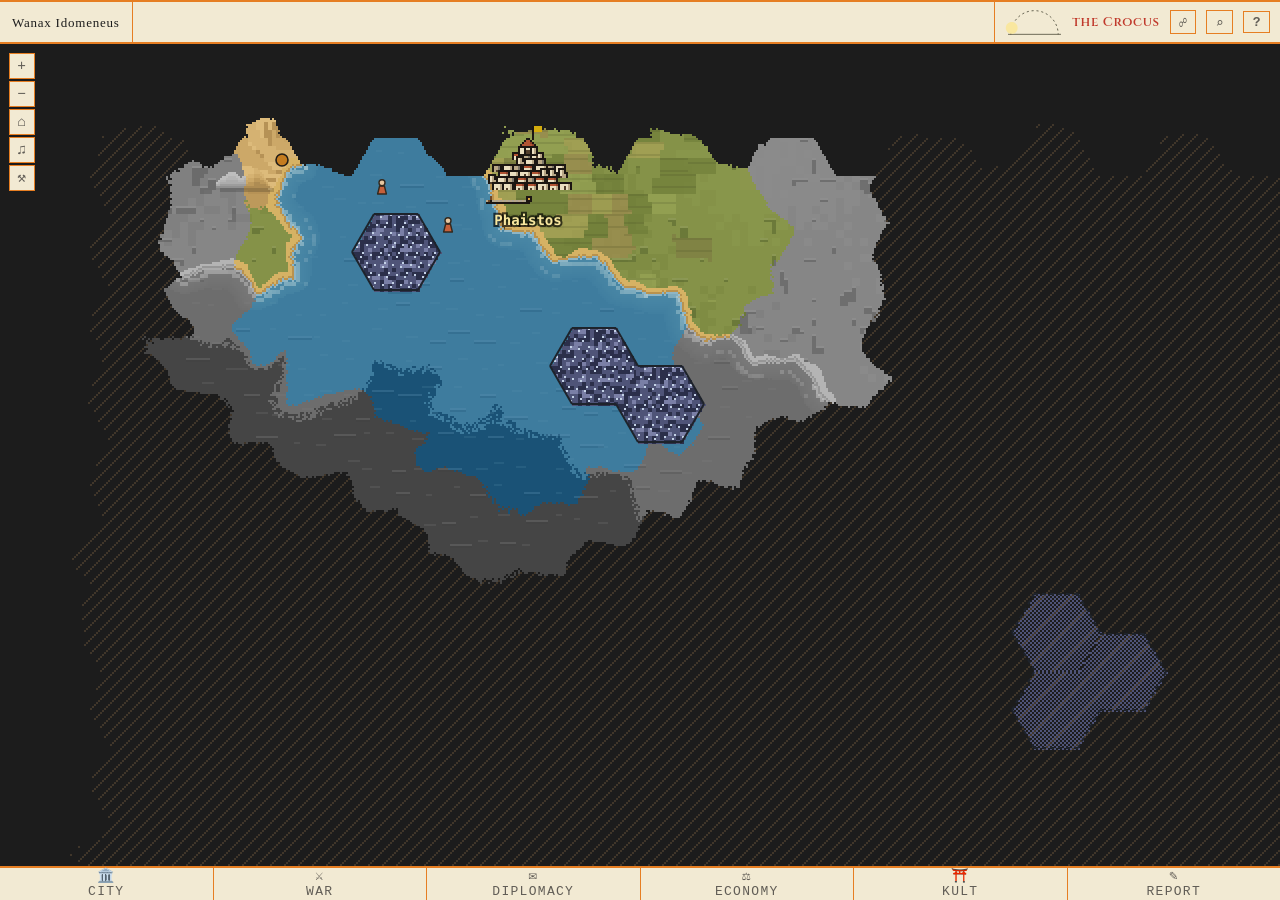 Wanax Idomeneus
THE CROCUS
?
+
−
Phaistos
CITY
WAR
DIPLOMACY
ECONOMY
KULT
REPORT